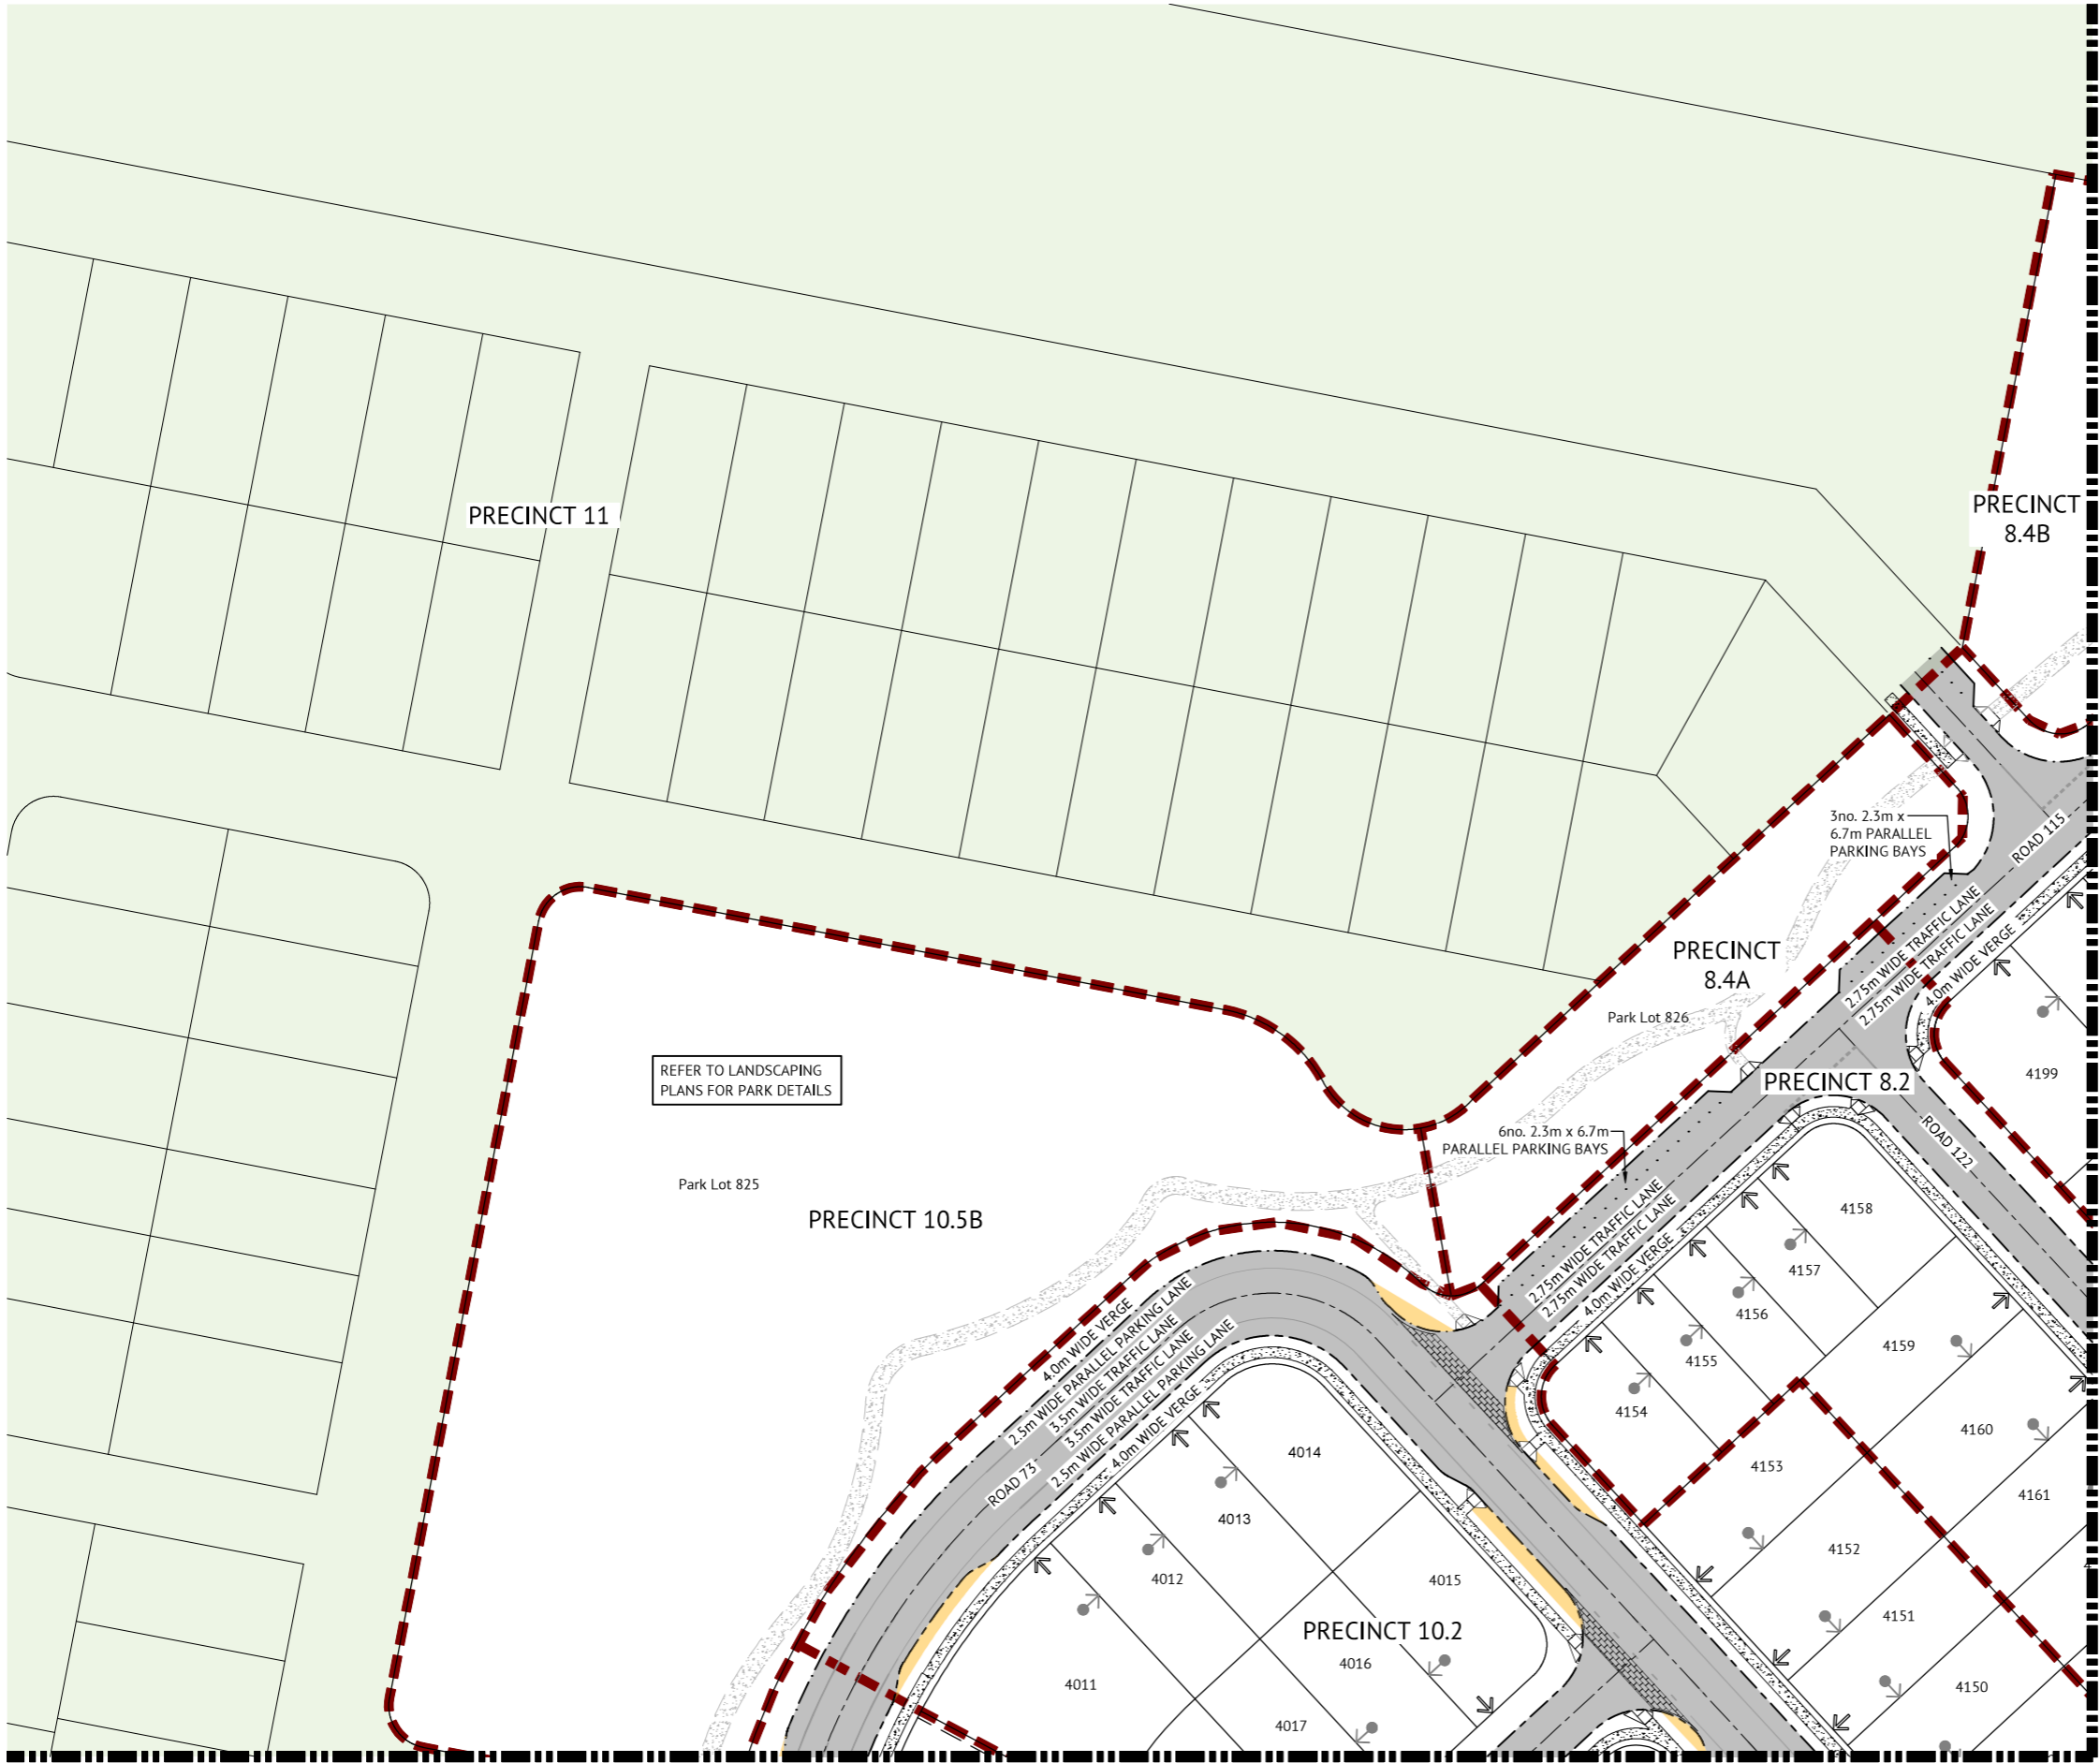 PRECINCT
8.4B
PRECINCT 11
3no. 2.3m x
6.7m PARALLEL
PARKING BAYS
ROAD 115
2.75m WIDE TRAFFIC LANE
2.75m WIDE TRAFFIC LANE
4.0m WIDE VERGE
PRECINCT
8.4A
Park Lot 826
REFER TO LANDSCAPING
PLANS FOR PARK DETAILS
PRECINCT 8.2
4199
6no. 2.3m x 6.7m
PARALLEL PARKING BAYS
ROAD 122
Park Lot 825
PRECINCT 10.5B
4158
2.75m WIDE TRAFFIC LANE
2.75m WIDE TRAFFIC LANE
4.0m WIDE VERGE
4157
4156
4155
4154
4159
4.0m WIDE VERGE
2.5m WIDE PARALLEL PARKING LANE
3.5m WIDE TRAFFIC LANE
3.5m WIDE TRAFFIC LANE
2.5m WIDE PARALLEL PARKING LANE
4.0m WIDE VERGE
ROAD 73
4160
4014
4153
4161
4013
4152
4012
4015
4151
PRECINCT 10.2
4016
4011
4150
4017